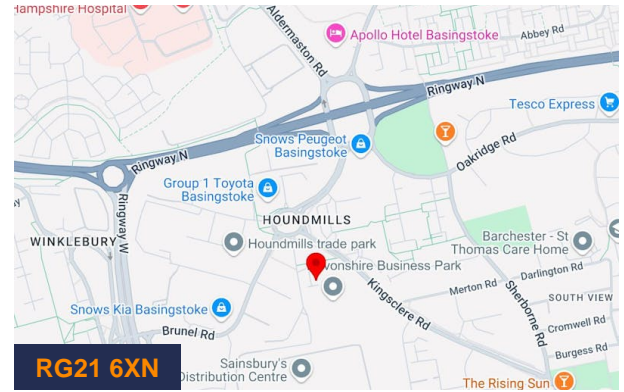 Hampshire Hospital
Aldermaston Rd
Apollo Hotel Basingstoke
Abbey Rd
Ringway N
Tesco Express
Snows Peugeot
Basingstoke
Oakridge Rd
Ringway N
Group 1 Toyota
Basingstoke
Ringway W
HOUNDMILLS
WINKLEBURY
Houndmills trade park
Barchester - St
Thomas Care Home
vonshire Business Park
Darlington Rd
Merton Rd
SOUTH VIEW
Kingsclere Rd
Sherborne Rd
Snows Kia Basingstoke
Brunel Rd
Cromwell Rd
Burgess Rd
RG21 6XN
Sainsbury's
Distribution Centre
The Rising Sun